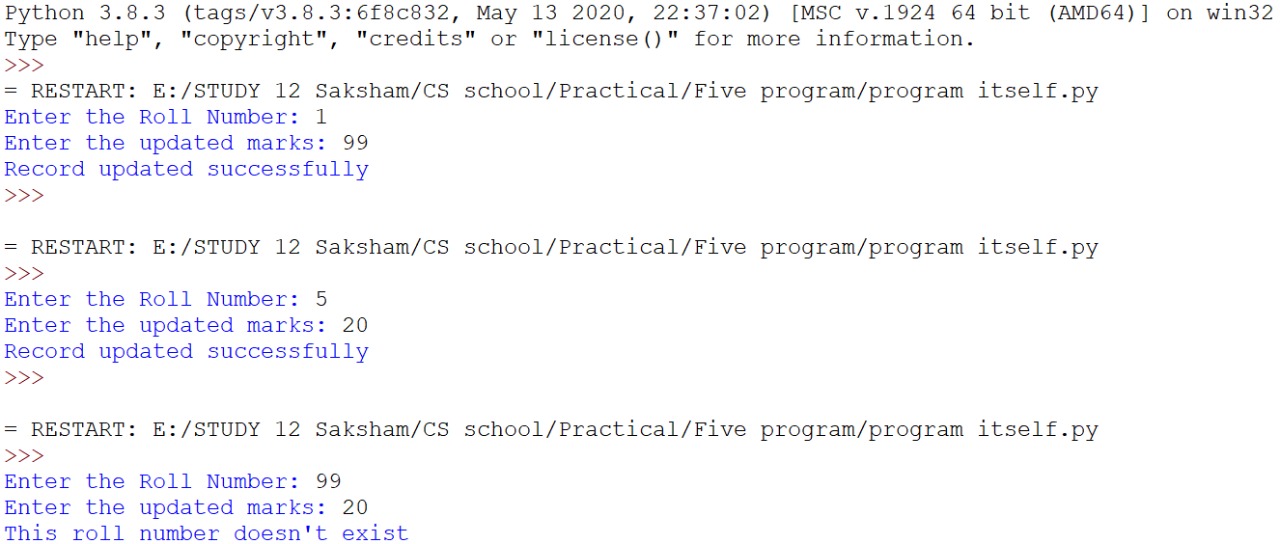 Python 3.8.3 (tags/v3.8.3:6f8c832, May 13 2020, 22:37:02) [MSC v.1924 64 bit (AMD64)] on win32
Type "help", "copyright", "credits" or "license()" for more information.
>>>
= RESTART: E:/STUDY 12 Saksham/CS school/Practical/Five program/program itself.py
Enter the Roll Number: 1
Enter the updated marks: 99
Record updated successfully
>>>
= RESTART: E:/STUDY 12 Saksham/CS school/Practical/Five program/program itself.py
>>>
Enter the Roll Number: 5
Enter the updated marks: 20
Record updated successfully
>>>
= RESTART: E:/STUDY 12 Saksham/CS school/Practical/Five program/program itself.py
>>>
Enter the Roll Number: 99
Enter the updated marks: 20
This roll number doesn't exist